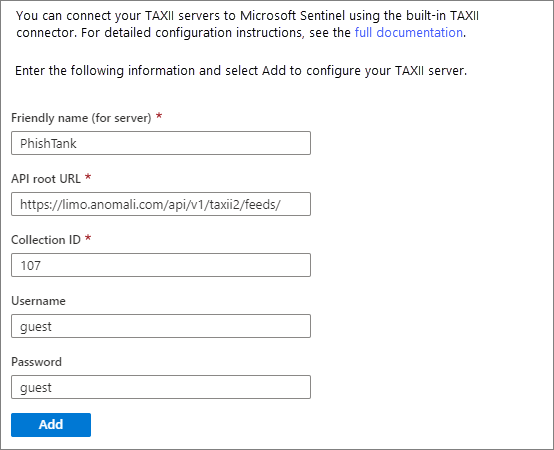 You can connect your TAXII servers to Microsoft Sentinel using the built-in TAXII
connector. For detailed configuration instructions, see the full documentation.
Enter the following information and select Add to configure your TAXII server.
Friendly name (for server) *
PhishTank
API root URL *
https://limo.anomali.com/api/v1/taxii2/feeds/
Collection ID *
107
Username
guest
Password
guest
Add